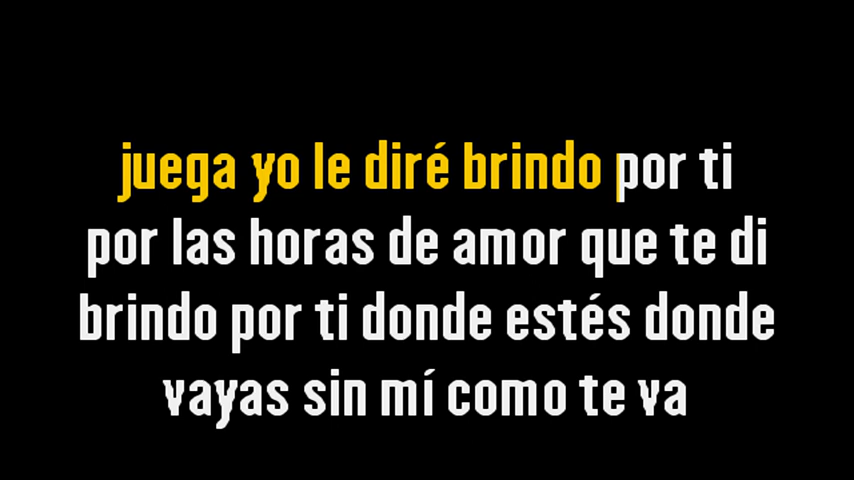 juega yo le diré brindo por ti
por las horas de amor que te di
brindo por ti donde estés donde
vayas sin mí como te va